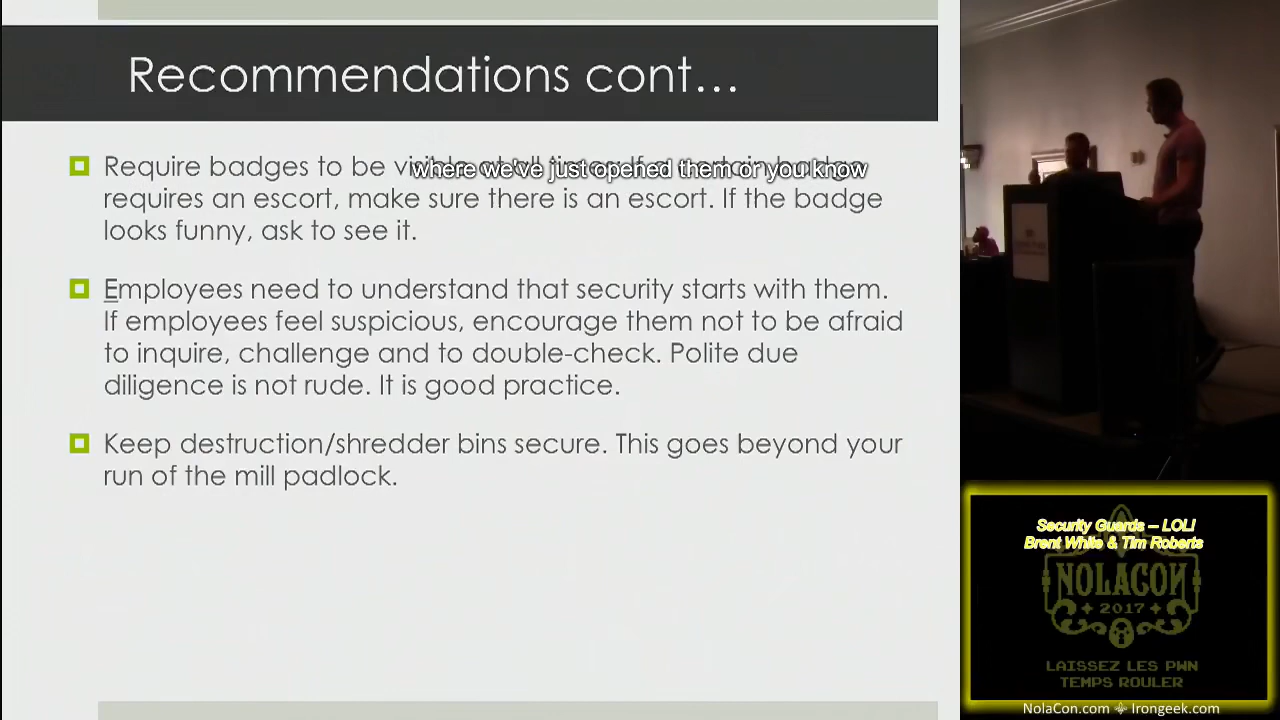 Recommendations cont…
Require badges to be visible at all times. If a certain badge
where we've just opened them or you know
requires an escort, make sure there is an escort. If the badge
looks funny, ask to see it.
Employees need to understand that security starts with them.
If employees feel suspicious, encourage them not to be afraid
to inquire, challenge and to double-check. Polite due
diligence is not rude. It is good practice.
Keep destruction/shredder bins secure. This goes beyond your
run of the mill padlock.
Security Guards -- LOL!
Brent White & Tim Roberts
NOLACON
2017
LAISSEZ LES PWN
TEMPS ROULER
NolaCon.com Irongeek.com